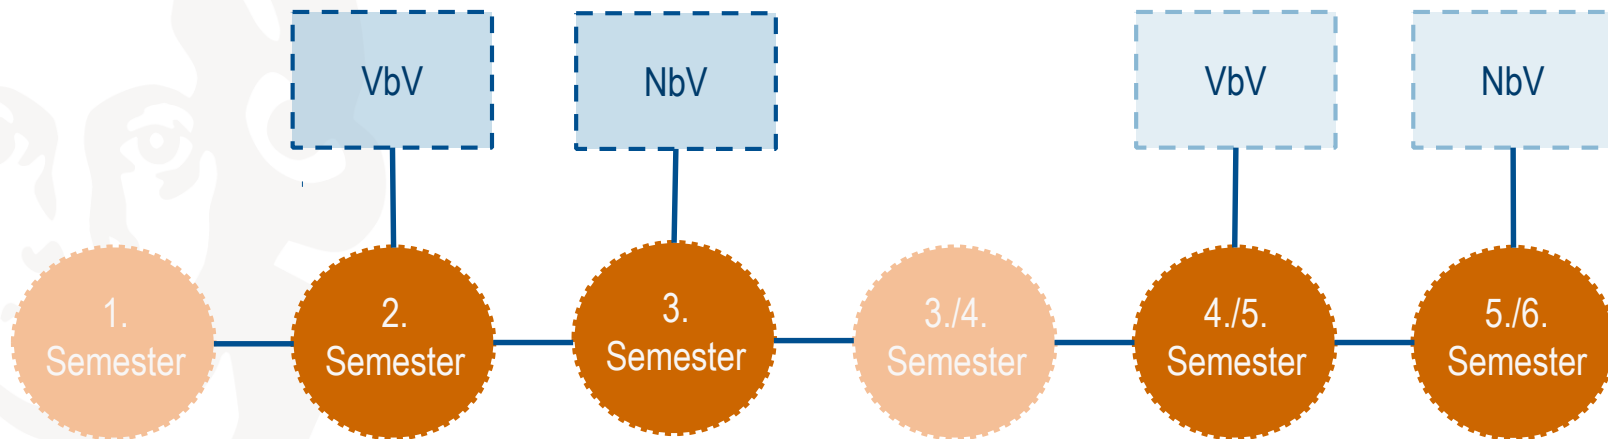 VbV
NbV
VbV
NbV
1.
Semester
2.
Semester
3.
Semester
3./4.
Semester
4./5.
Semester
5./6.
Semester